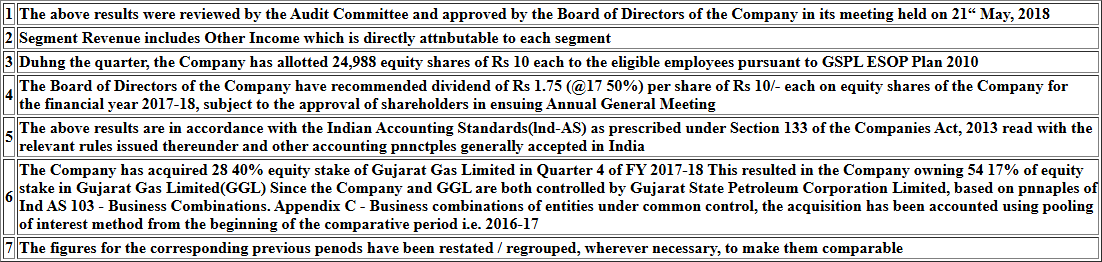 1 The above results were reviewed by the Audit Committee and approved by the Board of Directors of the Company in its meeting held on 21“ May, 2018
2 Segment Revenue includes Other Income which is directly attnbutable to each segment
3 Duhng the quarter, the Company has allotted 24,988 equity shares of Rs 10 each to the eligible employees pursuant to GSPL ESOP Plan 2010
4 The Board of Directors of the Company have recommended dividend of Rs 1.75 (@17 50%) per share of Rs 10/- each on equity shares of the Company for
the financial year 2017-18, subject to the approval of shareholders in ensuing Annual General Meeting
5 The above results are in accordance with the Indian Accounting Standards(lnd-AS) as prescribed under Section 133 of the Companies Act, 2013 read with the
relevant rules issued thereunder and other accounting pnnctples generally accepted in India
6 The Company has acquired 28 40% equity stake of Gujarat Gas Limited in Quarter 4 of FY 2017-18 This resulted in the Company owning 54 17% of equity
stake in Gujarat Gas Limited(GGL) Since the Company and GGL are both controlled by Gujarat State Petroleum Corporation Limited, based on pnnaples of
Ind AS 103 - Business Combinations. Appendix C - Business combinations of entities under common control, the acquisition has been accounted using pooling
of interest method from the beginning of the comparative period i.e. 2016-17
7 The figures for the corresponding previous penods have been restated / regrouped, wherever necessary, to make them comparable